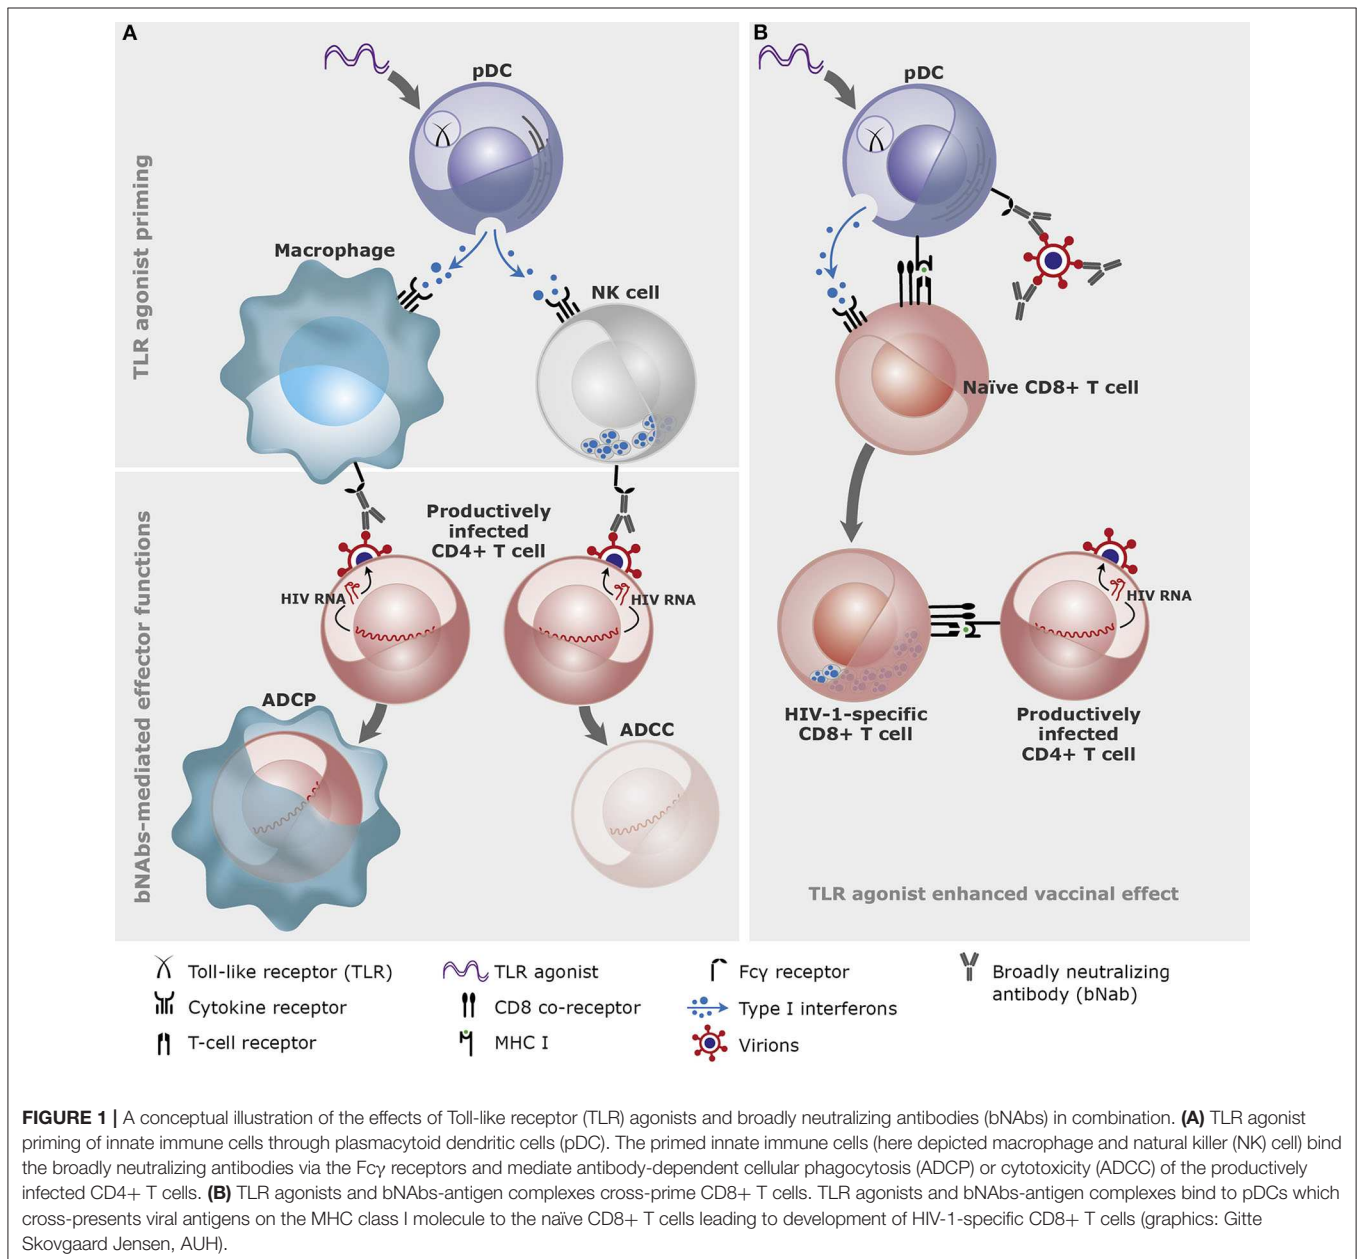 A
pDC
TLR agonist priming
Macrophage
NK cell
bNAbs-mediated effector functions
Productively
infected
CD4+ T cell
HIV RNA
HIV RNA
ADCP
ADCC
B
pDC
Naïve CD8+ T cell
HIV RNA
HIV-1-specific
CD8+ T cell
Productively
infected
CD4+ T cell
TLR agonist enhanced vaccinal effect
Toll-like receptor (TLR)
TLR agonist
Fcγ receptor
Broadly neutralizing
antibody (bNab)
Cytokine receptor
CD8 co-receptor
Type I interferons
T-cell receptor
MHC I
Virions
FIGURE 1 | A conceptual illustration of the effects of Toll-like receptor (TLR) agonists and broadly neutralizing antibodies (bNAbs) in combination. (A) TLR agonist
priming of innate immune cells through plasmacytoid dendritic cells (pDC). The primed innate immune cells (here depicted macrophage and natural killer (NK) cell) bind
the broadly neutralizing antibodies via the Fcγ receptors and mediate antibody-dependent cellular phagocytosis (ADCP) or cytotoxicity (ADCC) of the productively
infected CD4+ T cells. (B) TLR agonists and bNAbs-antigen complexes cross-prime CD8+ T cells. TLR agonists and bNAbs-antigen complexes bind to pDCs which
cross-presents viral antigens on the MHC class I molecule to the naïve CD8+ T cells leading to development of HIV-1-specific CD8+ T cells (graphics: Gitte
Skovgaard Jensen, AUH).